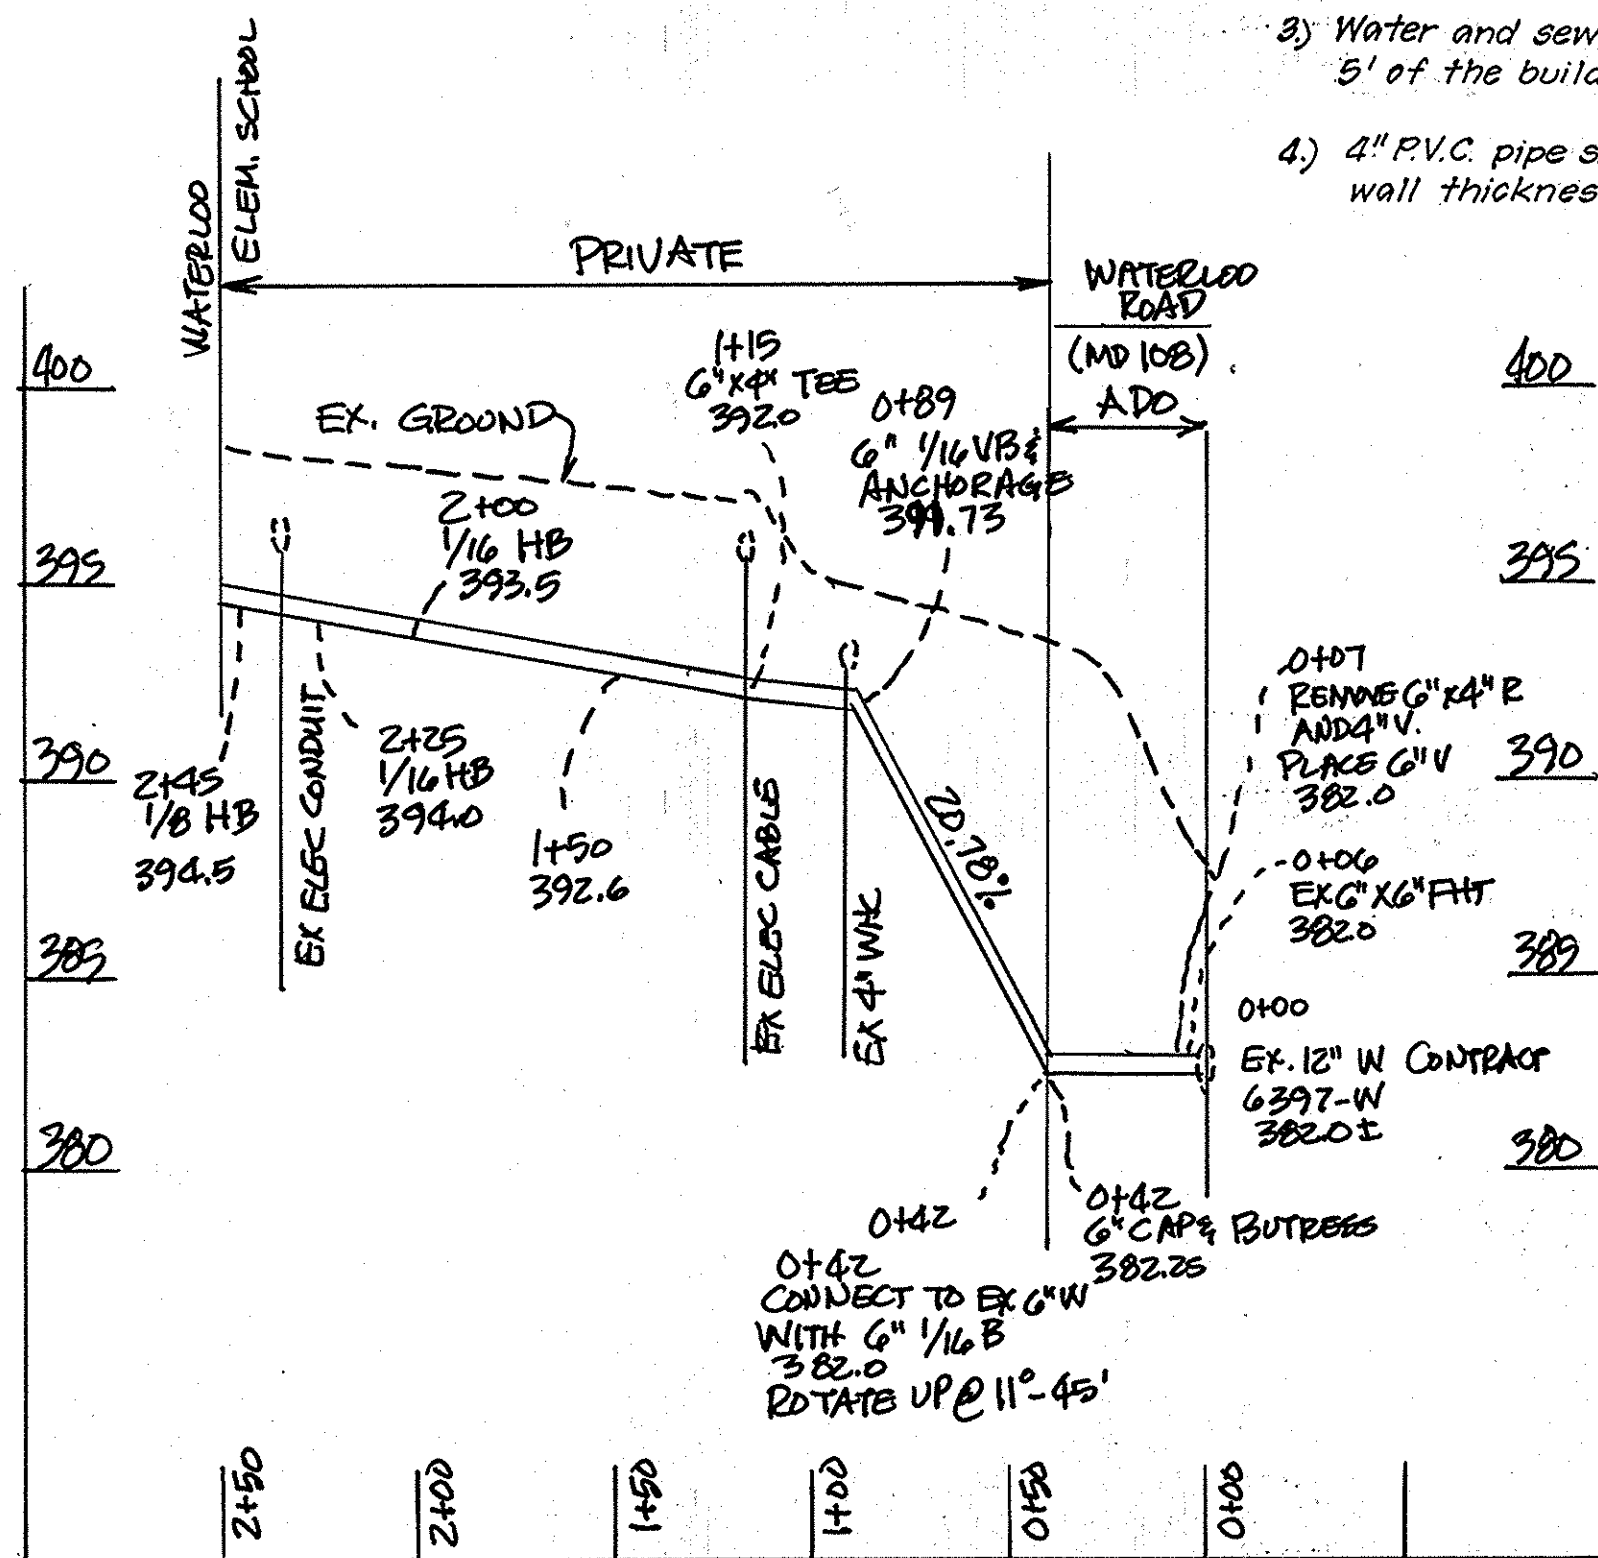 3.) Water and sew
5' of the build
4.) 4" P.V.C. pipe s
wall thicknes
WATERLOO
ELEM. SCHOOL
PRIVATE
WATERLOO
ROAD
(MD 108)
ADO
400
400
1+15
6"x4" TEE
392.0
0+89
6" 1/16 VB &
ANCHORAGE
391.73
EX. GROUND
2+00
1/16 HB
393.5
395
395
0+07
REMOVE 6"x4" R
AND 4" V.
PLACE 6" V
382.0
390
390
2+45
1/8 HB
394.5
EX ELEC CONDUIT
2+25
1/16 HB
394.0
1+50
392.6
EX ELEC CABLE
EX 4" WHC
20.78%
0+06
EX 6" X6" FHT
382.0
385
385
0+00
EX. 12" W CONTRACT
6397-W
382.0±
380
380
0+42
0+42
6" CAP & BUTRESS
382.25
0+42
CONNECT TO EX 6" W
WITH 6" 1/16 B
382.0
ROTATE UP @ 11°-45'
2+50
2+00
1+50
1+00
0+50
0+00